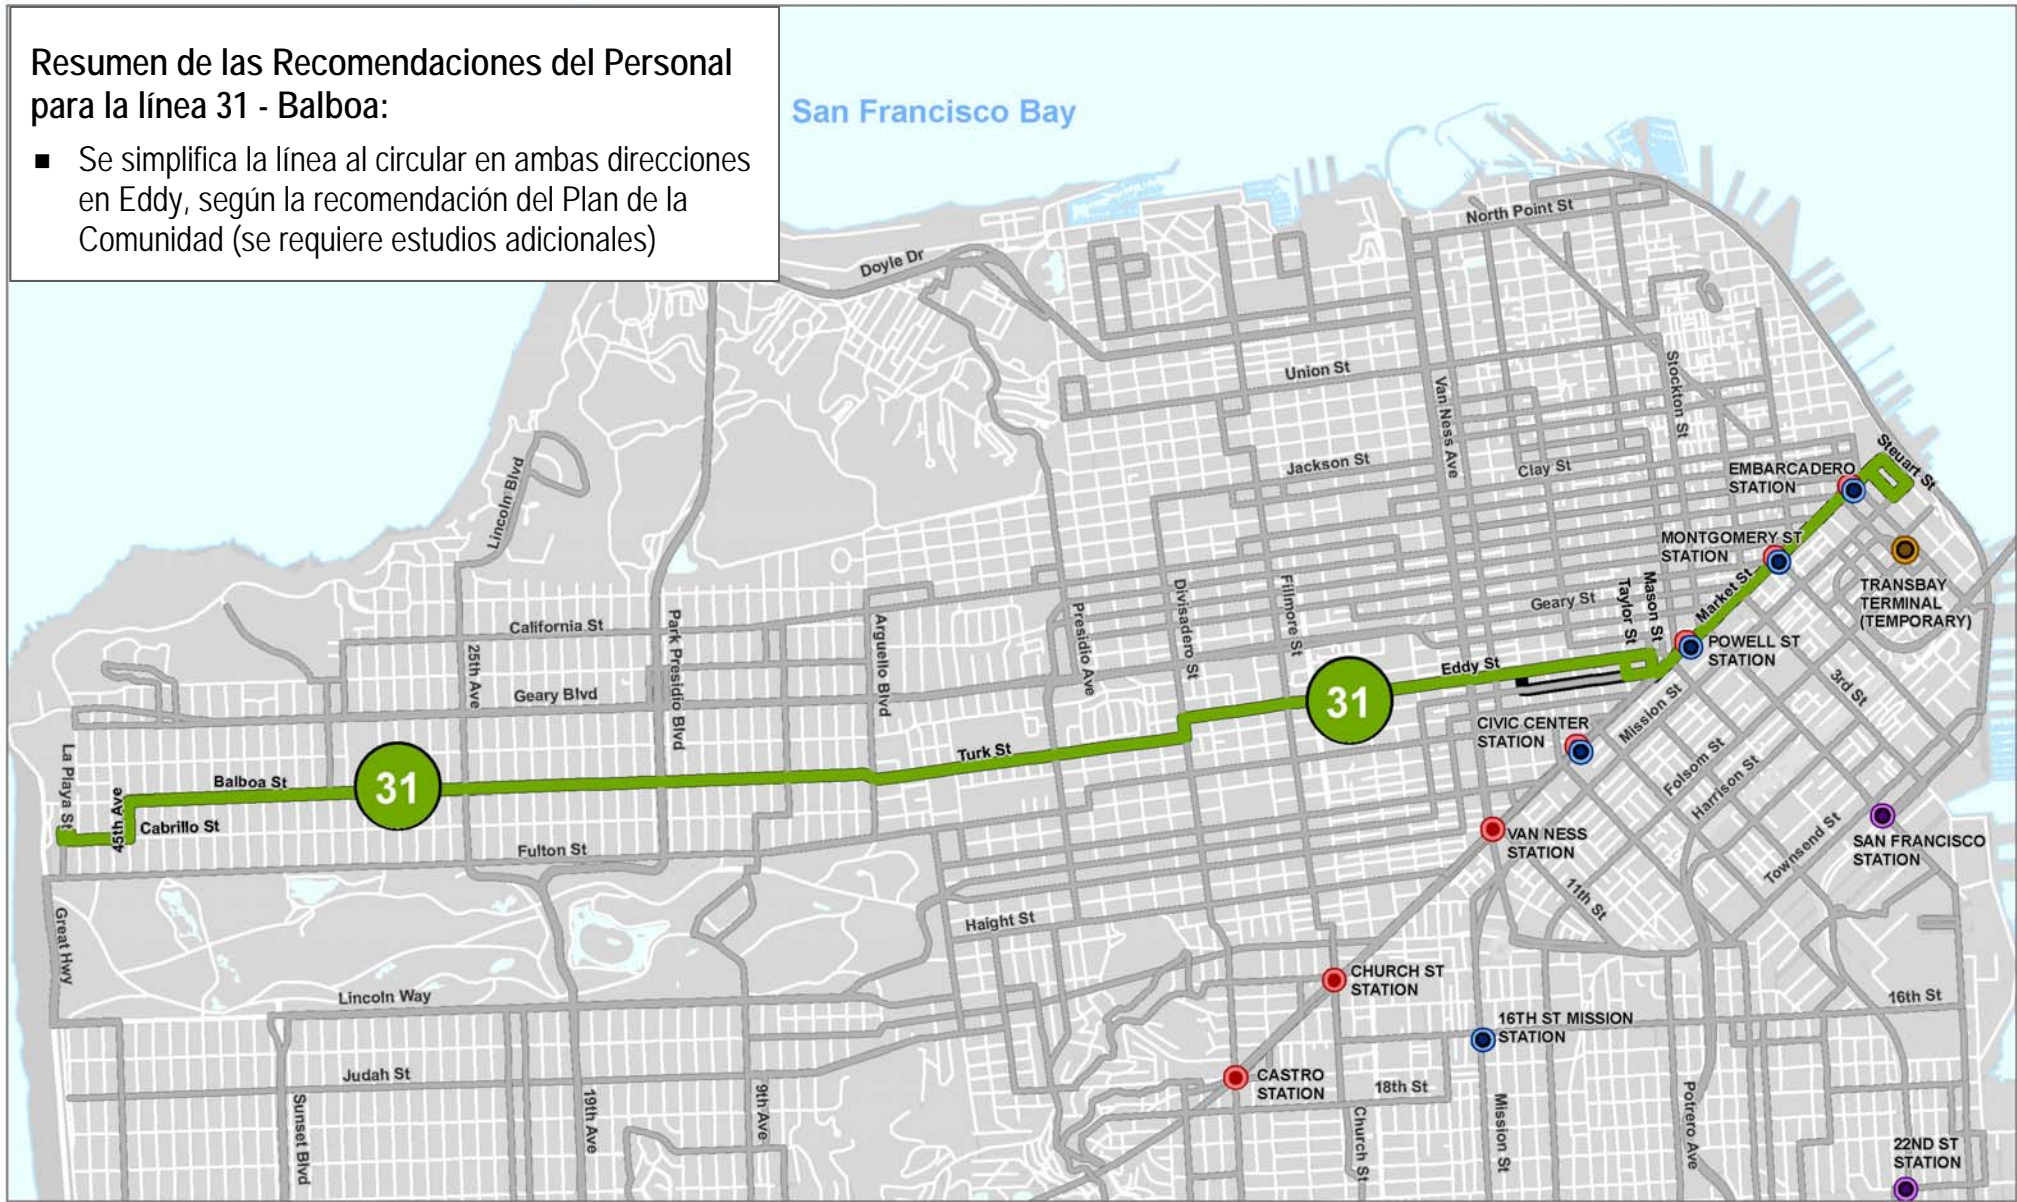 Resumen de las Recomendaciones del Personal
para la línea 31 - Balboa:
■ Se simplifica la línea al circular en ambas direcciones
en Eddy, según la recomendación del Plan de la
Comunidad (se requiere estudios adicionales)
San Francisco Bay
Doyle Dr
North Point St
Union St
Van Ness Ave
Stockton St
Lincoln Blvd
Jackson St
Clay St
EMBARCADERO
STATION
Steuart St
MONTGOMERY ST
STATION
Market St
TRANSBAY
TERMINAL
(TEMPORARY)
California St
25th Ave
Park Presidio Blvd
Arguello Blvd
Presidio Ave
Divisadero St
Fillmore St
Geary St
Taylor St
Mason St
POWELL ST
STATION
Geary Blvd
Eddy St
31
3rd St
CIVIC CENTER
STATION
Mission St
Folsom St
Harrison St
La Playa St
45th Ave
Balboa St
31
Turk St
Cabrillo St
Fulton St
VAN NESS
STATION
Townsend St
SAN FRANCISCO
STATION
11th St
Great Hwy
Haight St
Lincoln Way
CHURCH ST
STATION
16th St
16TH ST MISSION
STATION
Judah St
CASTRO
STATION
18th St
Sunset Blvd
19th Ave
9th Ave
Church St
Mission St
Potrero Ave
22ND ST
STATION